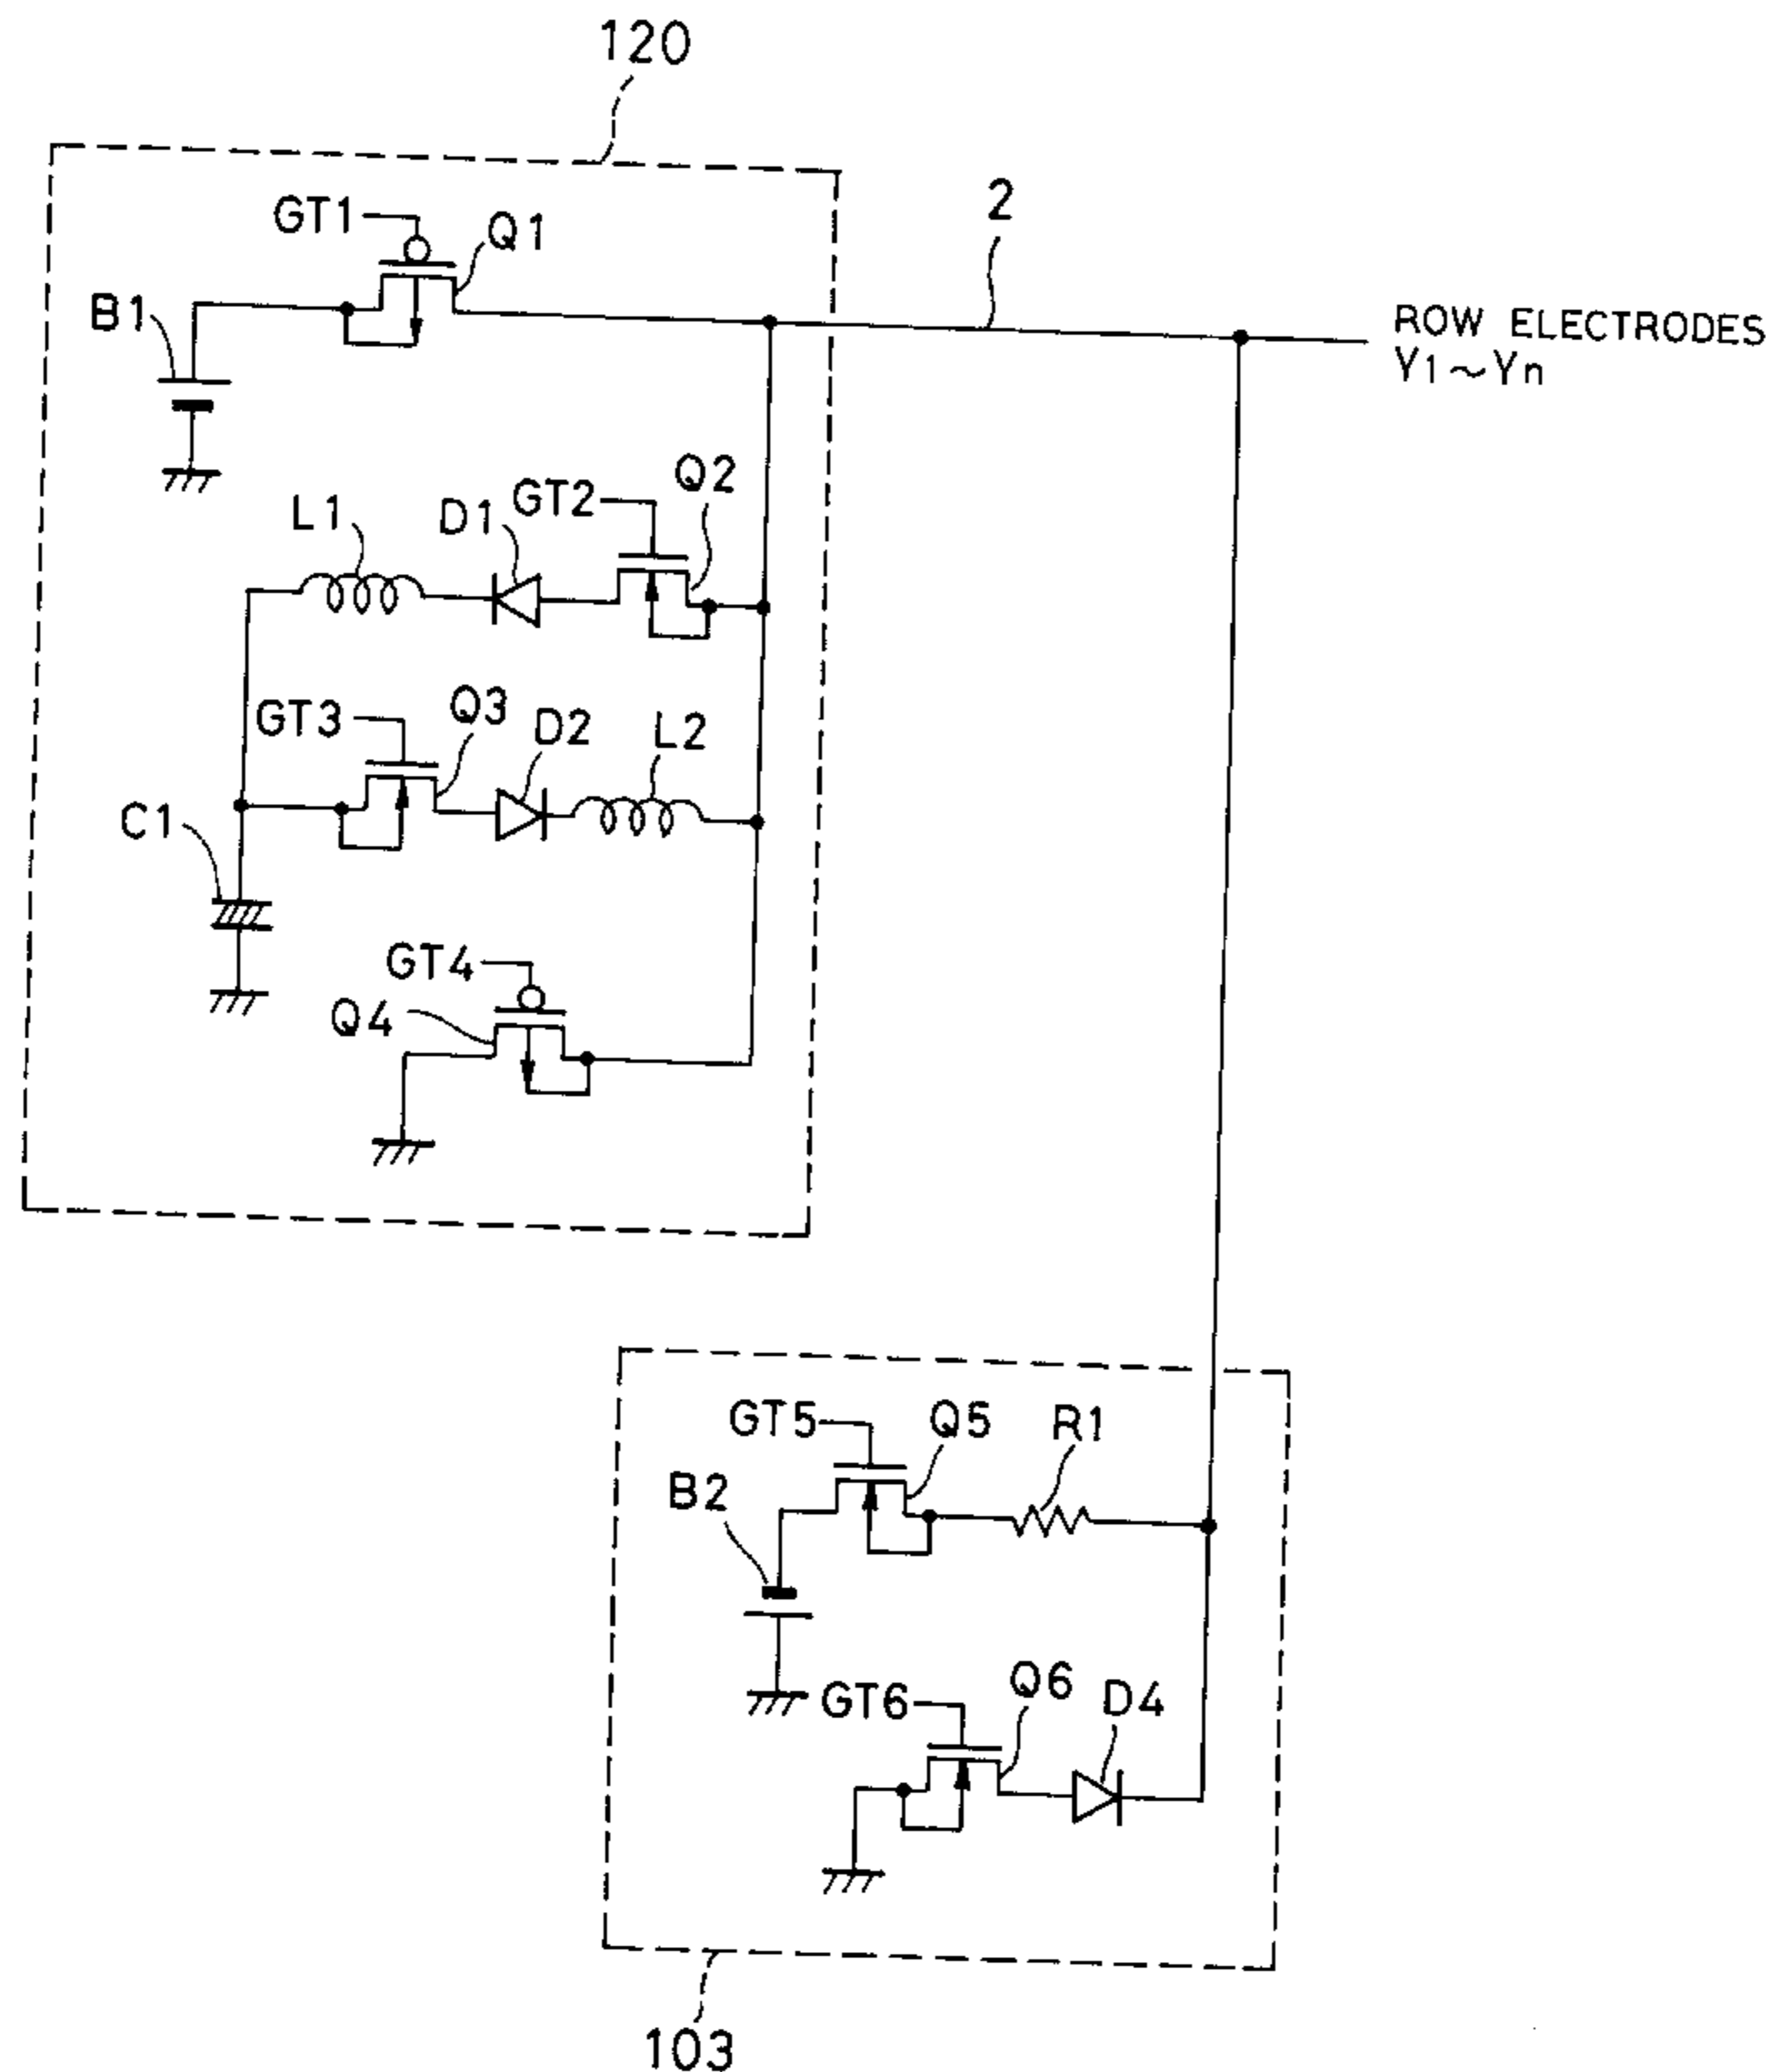 120
GT1
Q1
2
B1
ROW ELECTRODES
Y1~Yn
GT2
Q2
L1
D1
GT3
Q3
D2
L2
C1
GT4
Q4
GT5
Q5
R1
B2
GT6
Q6
D4
103